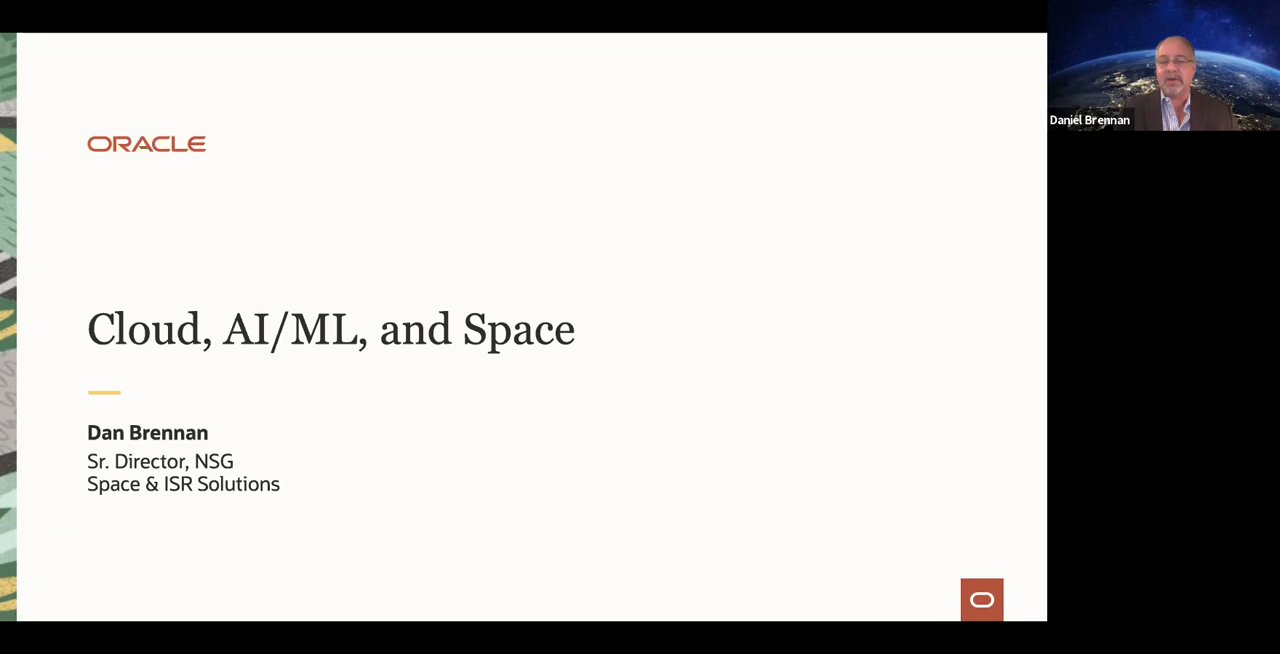 ORACLE
Cloud, AI/ML, and Space
Dan Brennan
Sr. Director, NSG
Space & ISR Solutions
Daniel Brennan